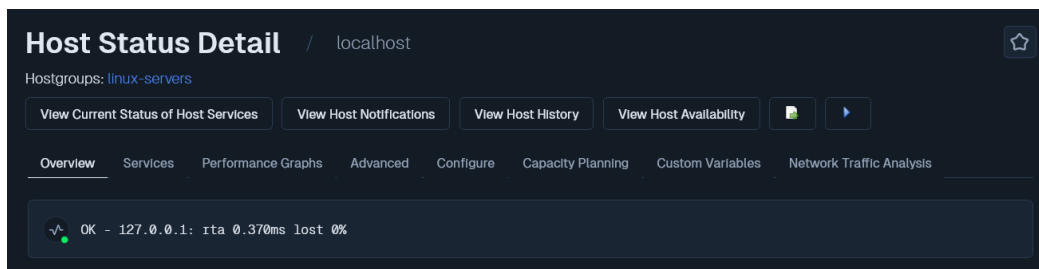 Host Status Detail / localhost
Hostgroups: linux-servers
View Current Status of Host Services View Host Notifications View Host History View Host Availability
Overview Services Performance Graphs Advanced Configure Capacity Planning Custom Variables Network Traffic Analysis
OK - 127.0.0.1: rta 0.370ms lost 0%